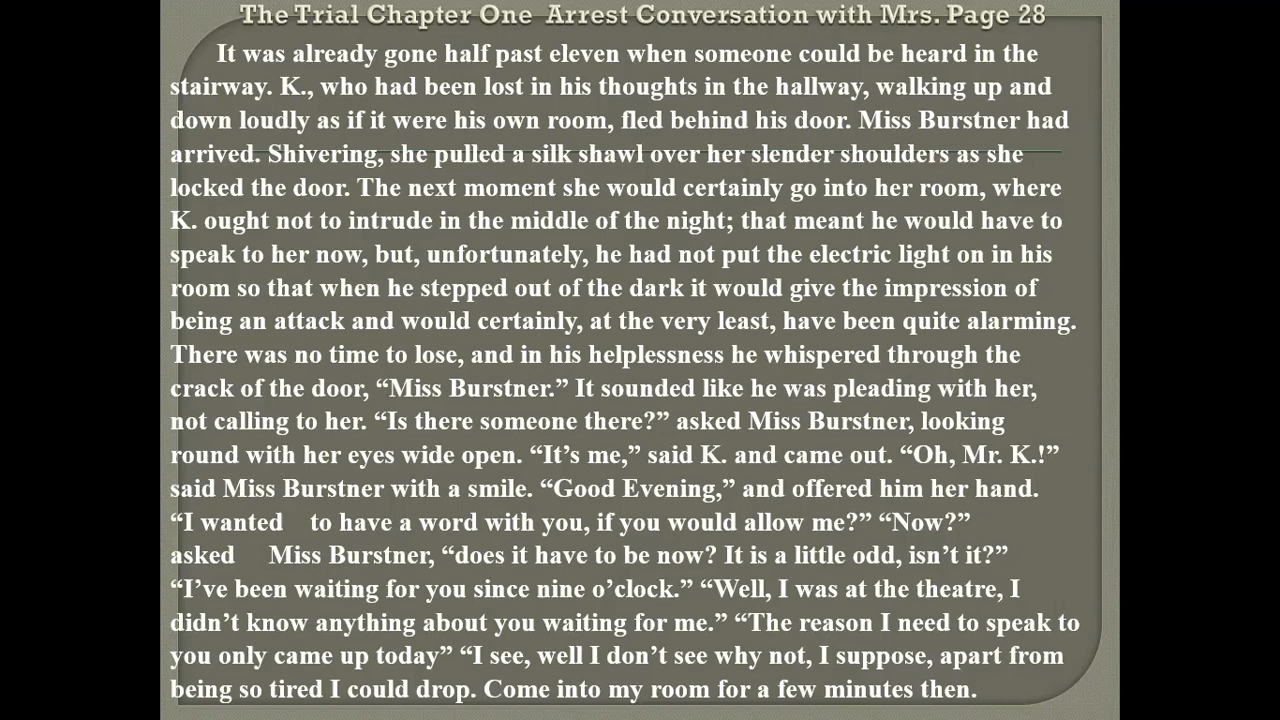 The Trial Chapter One Arrest Conversation with Mrs. Page 28
It was already gone half past eleven when someone could be heard in the
stairway. K., who had been lost in his thoughts in the hallway, walking up and
down loudly as if it were his own room, fled behind his door. Miss Burstner had
arrived. Shivering, she pulled a silk shawl over her slender shoulders as she
locked the door. The next moment she would certainly go into her room, where
K. ought not to intrude in the middle of the night; that meant he would have to
speak to her now, but, unfortunately, he had not put the electric light on in his
room so that when he stepped out of the dark it would give the impression of
being an attack and would certainly, at the very least, have been quite alarming.
There was no time to lose, and in his helplessness he whispered through the
crack of the door, “Miss Burstner.” It sounded like he was pleading with her,
not calling to her. “Is there someone there?” asked Miss Burstner, looking
round with her eyes wide open. “It’s me,” said K. and came out. “Oh, Mr. K.!”
said Miss Burstner with a smile. “Good Evening,” and offered him her hand.
“I wanted to have a word with you, if you would allow me?” “Now?”
asked Miss Burstner, “does it have to be now? It is a little odd, isn’t it?”
“I’ve been waiting for you since nine o’clock.” “Well, I was at the theatre, I
didn’t know anything about you waiting for me.” “The reason I need to speak to
you only came up today” “I see, well I don’t see why not, I suppose, apart from
being so tired I could drop. Come into my room for a few minutes then.